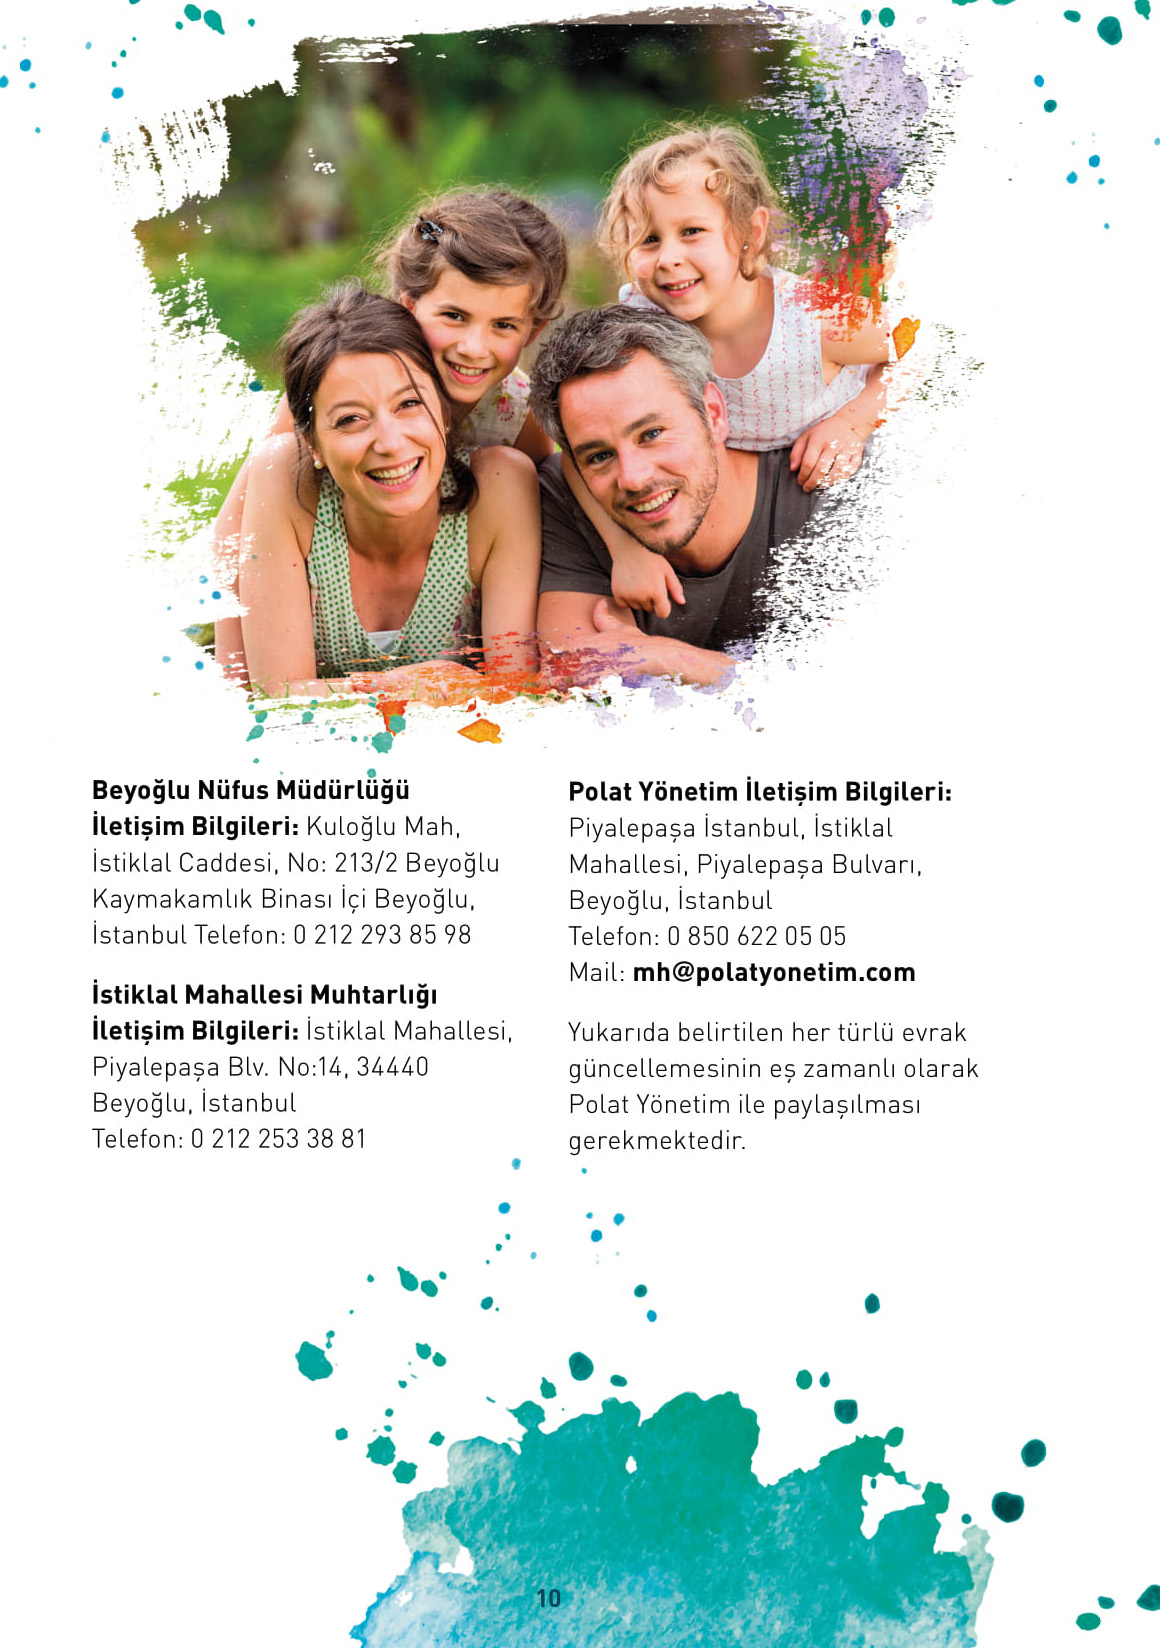 Beyoğlu Nüfus Müdürlüğü
İletişim Bilgileri: Kuloğlu Mah,
İstiklal Caddesi, No: 213/2 Beyoğlu
Kaymakamlık Binası İçi Beyoğlu,
İstanbul Telefon: 0 212 293 85 98
İstiklal Mahallesi Muhtarlığı
İletişim Bilgileri: İstiklal Mahallesi,
Piyalepaşa Blv. No:14, 34440
Beyoğlu, İstanbul
Telefon: 0 212 253 38 81
Polat Yönetim İletişim Bilgileri:
Piyalepaşa İstanbul, İstiklal
Mahallesi, Piyalepaşa Bulvarı,
Beyoğlu, İstanbul
Telefon: 0 850 622 05 05
Mail: mh@polatyonetim.com
Yukarıda belirtilen her türlü evrak
güncellemesinin eş zamanlı olarak
Polat Yönetim ile paylaşılması
gerekmektedir.
10